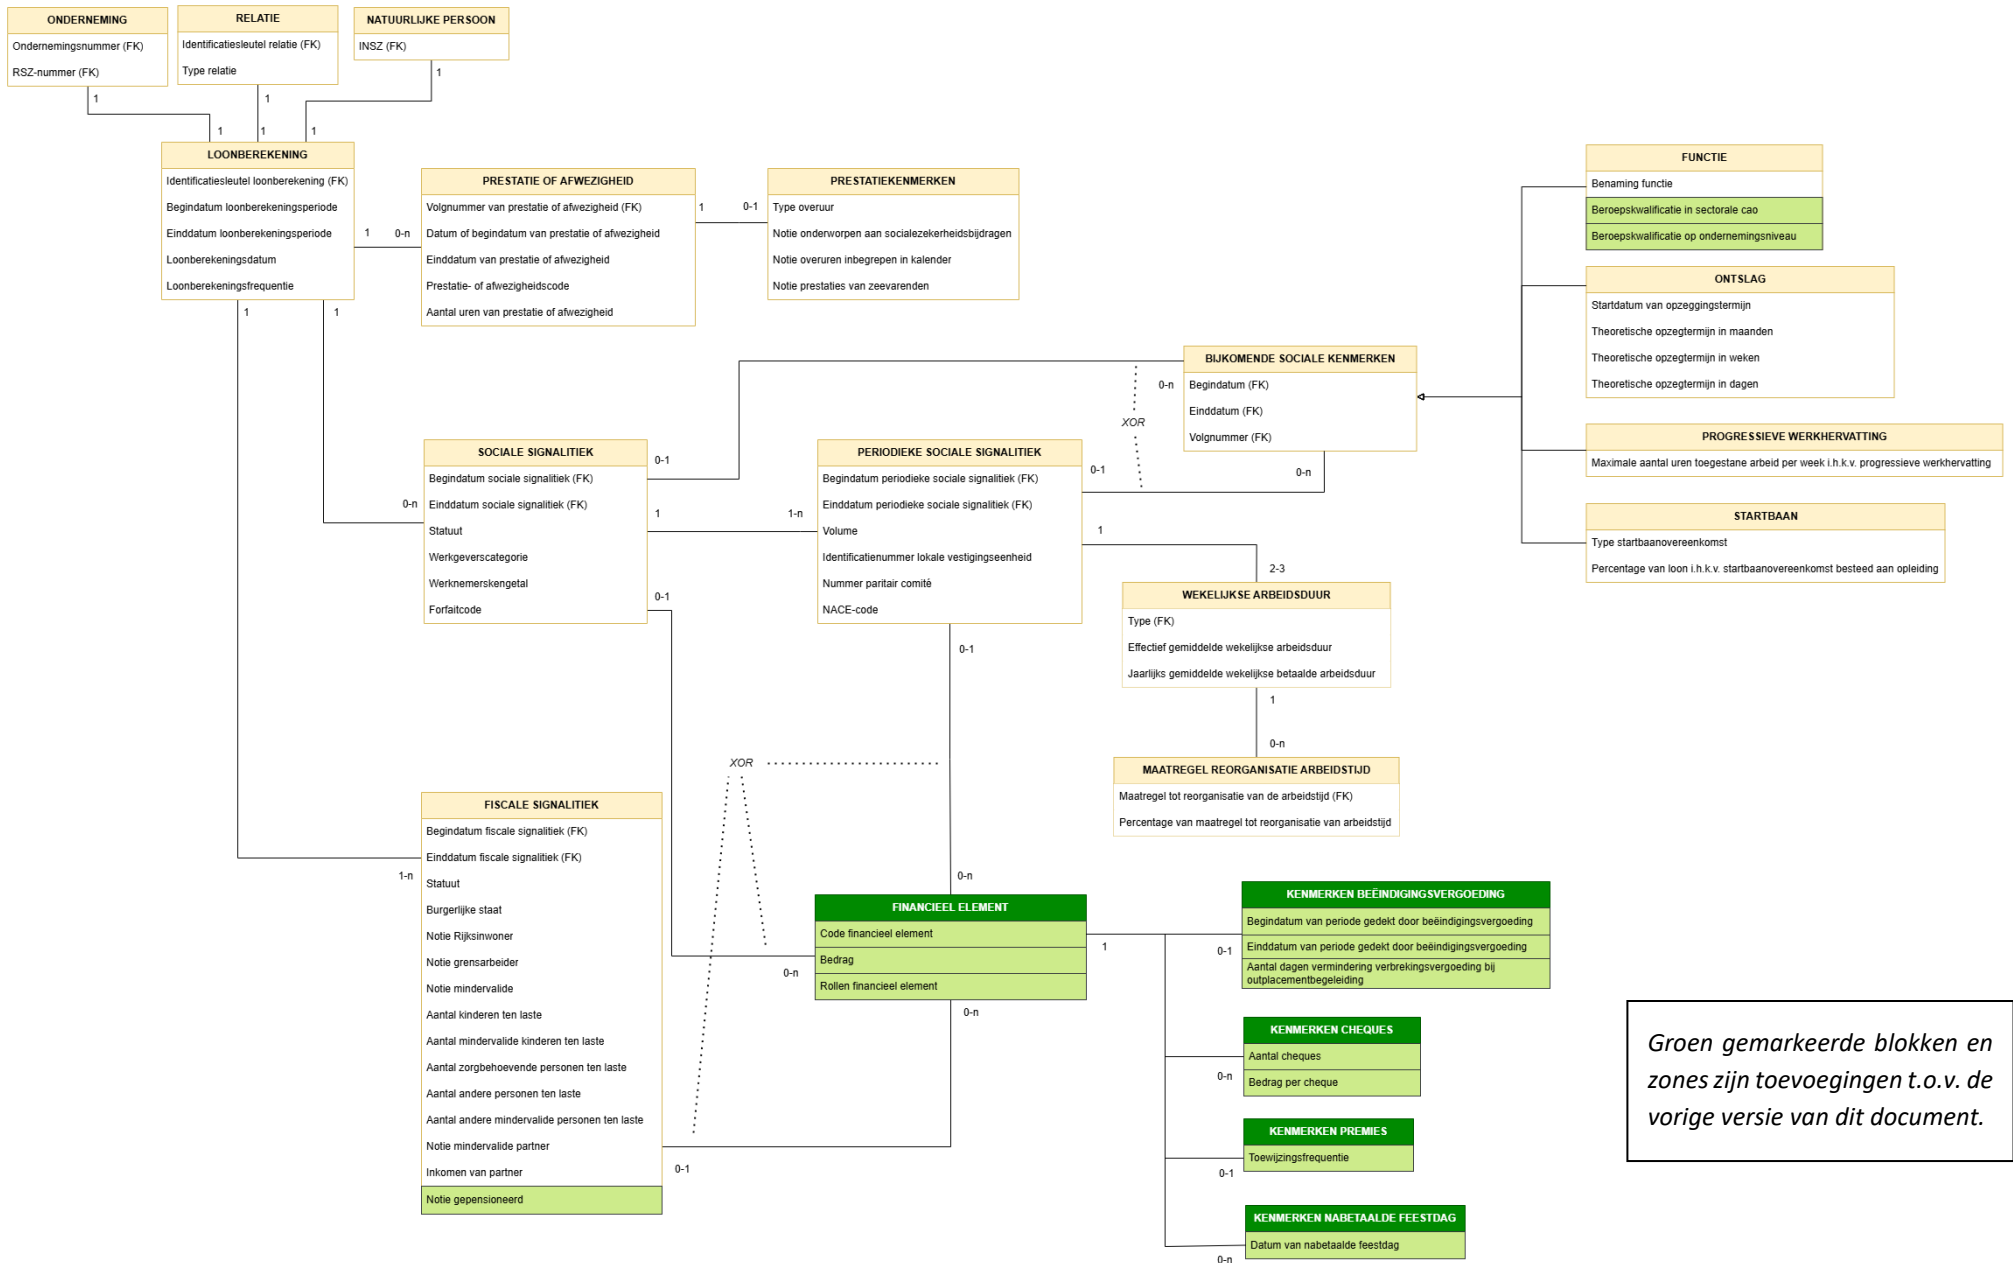 ONDERNEMING
Ondernemingsnummer (FK)
RSZ-nummer (FK)
RELATIE
Identificatiesleutel relatie (FK)
Type relatie
NATUURLIJKE PERSOON
INSZ (FK)
1
1
1
1
1
1
LOONBEREKENING
Identificatiesleutel loonberekening (FK)
Begindatum loonberekeningsperiode
Einddatum loonberekeningsperiode
Loonberekeningsdatum
Loonberekeningsfrequentie
1
0-n
1
1
PRESTATIE OF AFWEZIGHEID
Volgnummer van prestatie of afwezigheid (FK)
Datum of begindatum van prestatie of afwezigheid
Einddatum van prestatie of afwezigheid
Prestatie- of afwezigheidscode
Aantal uren van prestatie of afwezigheid
1
0-1
PRESTATIEKENMERKEN
Type overuur
Notie onderworpen aan socialezekerheidsbijdragen
Notie overuren inbegrepen in kalender
Notie prestaties van zeevarenden
FUNCTIE
Benaming functie
Beroepskwalificatie in sectorale cao
Beroepskwalificatie op ondernemingsniveau
ONTSLAG
Startdatum van opzeggingstermijn
Theoretische opzegtermijn in maanden
Theoretische opzegtermijn in weken
Theoretische opzegtermijn in dagen
BIJKOMENDE SOCIALE KENMERKEN
Begindatum (FK)
Einddatum (FK)
Volgnummer (FK)
0-n
XOR
0-n
PROGRESSIEVE WERKHERVATTING
Maximale aantal uren toegestane arbeid per week i.h.k.v. progressieve werkhervatting
STARTBAAN
Type startbaanovereenkomst
Percentage van loon i.h.k.v. startbaanovereenkomst besteed aan opleiding
SOCIALE SIGNALITIEK
Begindatum sociale signalitiek (FK)
Einddatum sociale signalitiek (FK)
Statuut
Werkgeverscategorie
Werknemerskengetal
Forfaitcode
0-n
0-1
1
1-n
0-1
PERIODIEKE SOCIALE SIGNALITIEK
Begindatum periodieke sociale signalitiek (FK)
Einddatum periodieke sociale signalitiek (FK)
Volume
Identificatienummer lokale vestigingseenheid
Nummer paritair comité
NACE-code
0-1
1
0-1
2-3
WEKELIJKSE ARBEIDSDUUR
Type (FK)
Effectief gemiddelde wekelijkse arbeidsduur
Jaarlijks gemiddelde wekelijkse betaalde arbeidsduur
1
0-n
MAATREGEL REORGANISATIE ARBEIDSTIJD
Maatregel tot reorganisatie van de arbeidstijd (FK)
Percentage van maatregel tot reorganisatie van arbeidstijd
XOR
FISCALE SIGNALITIEK
Begindatum fiscale signalitiek (FK)
Einddatum fiscale signalitiek (FK)
Statuut
Burgerlijke staat
Notie Rijksinwoner
Notie grensarbeider
Notie mindervalide
Aantal kinderen ten laste
Aantal mindervalide kinderen ten laste
Aantal zorgbehoevende personen ten laste
Aantal andere personen ten laste
Aantal andere mindervalide personen ten laste
Notie mindervalide partner
Inkomen van partner
Notie gepensioneerd
1-n
0-1
0-n
FINANCIEEL ELEMENT
Code financieel element
Bedrag
Rollen financieel element
0-n
0-n
1
KENMERKEN BEËINDIGINGSVERGOEDING
Begindatum van periode gedekt door beëindigingsvergoeding
Einddatum van periode gedekt door beëindigingsvergoeding
Aantal dagen vermindering verbrekingsvergoeding bij
outplacementbegeleiding
0-1
KENMERKEN CHEQUES
Aantal cheques
Bedrag per cheque
0-n
KENMERKEN PREMIES
Toewijzingsfrequentie
0-1
KENMERKEN NABETAALDE FEESTDAG
Datum van nabetaalde feestdag
0-n
Groen gemarkeerde blokken en
zones zijn toevoegingen t.o.v. de
vorige versie van dit document.